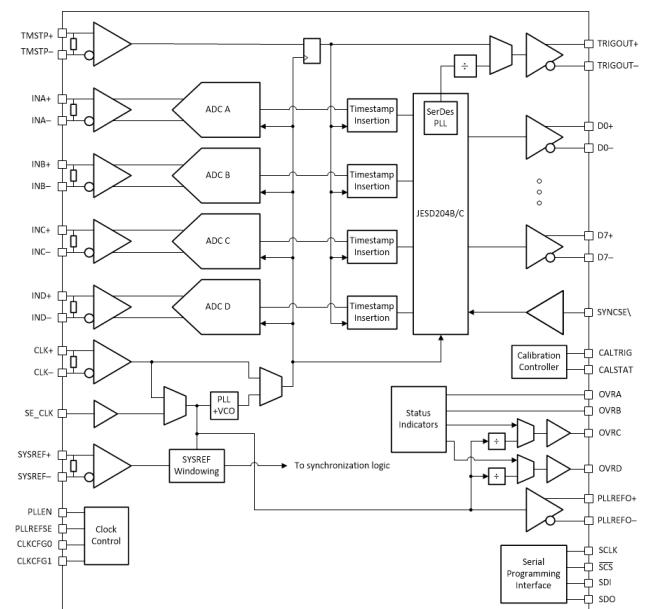 TMSTP+
TMSTP–
TRIGOUT+
TRIGOUT–
÷
INA+
INA–
ADC A
Timestamp
Insertion
SerDes
PLL
D0+
D0–
INB+
INB–
ADC B
Timestamp
Insertion
JESD204B/C
INC+
INC–
ADC C
Timestamp
Insertion
D7+
D7–
IND+
IND–
ADC D
Timestamp
Insertion
SYNCSE\
CLK+
CLK–
Calibration
Controller
CALTRIG
CALSTAT
SE_CLK
PLL
+VCO
Status
Indicators
OVRA
OVRB
OVRC
÷
SYSREF+
SYSREF–
SYSREF
Windowing
To synchronization logic
OVRD
÷
PLLREFO+
PLLREFO–
PLLEN
PLLREFSE
CLKCFG0
CLKCFG1
Clock
Control
Serial
Programming
Interface
SCLK
SCS
SDI
SDO